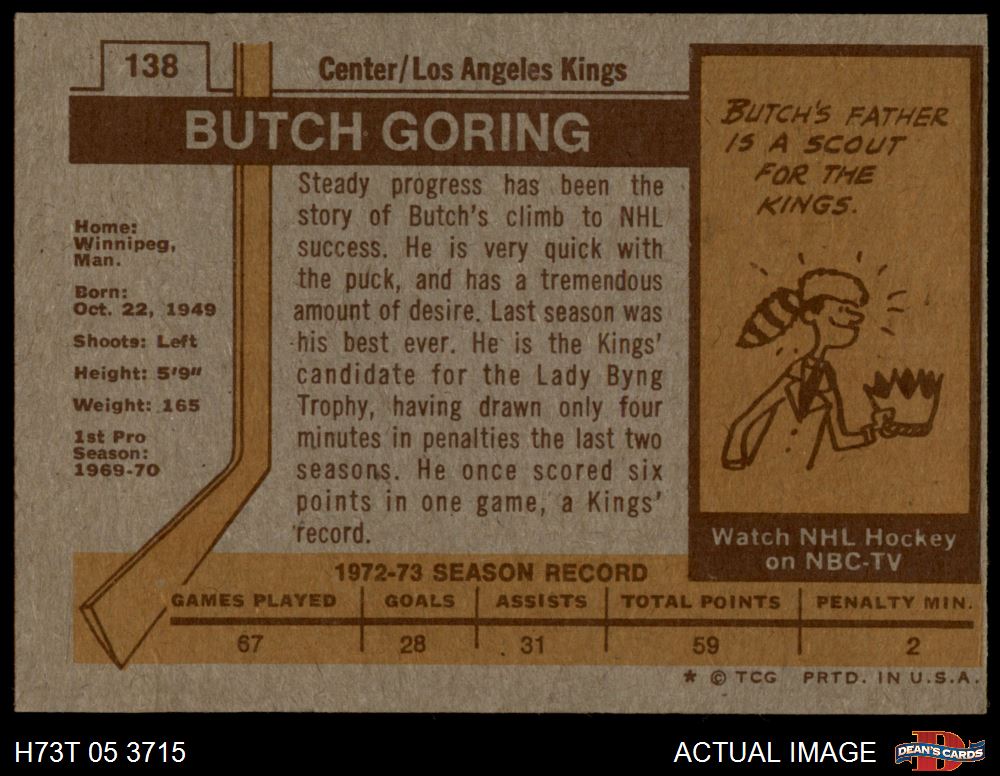 138
Center/Los Angeles Kings
BUTCH GORING
Home:
Winnipeg,
Man.
Born:
Oct. 22, 1949
Shoots: Left
Height: 5'9"
Weight: 165
1st Pro
Season:
1969-70
Steady progress has been the
story of Butch's climb to NHL
success. He is very quick with
the puck, and has a tremendous
amount of desire. Last season was
his best ever. He is the Kings'
candidate for the Lady Byng
Trophy, having drawn only four
minutes in penalties the last two
seasons. He once scored six
points in one game, a Kings'
record.
BUTCH'S FATHER
IS A SCOUT
FOR THE
KINGS.
Watch NHL Hockey
on NBC-TV
1972-73 SEASON RECORD
GAMES PLAYED GOALS ASSISTS TOTAL POINTS PENALTY MIN.
67 28 31 59 2
* © TCG PRTD. IN U.S.A.
H73T 05 3715
ACTUAL IMAGE
D
DEAN'S CARDS